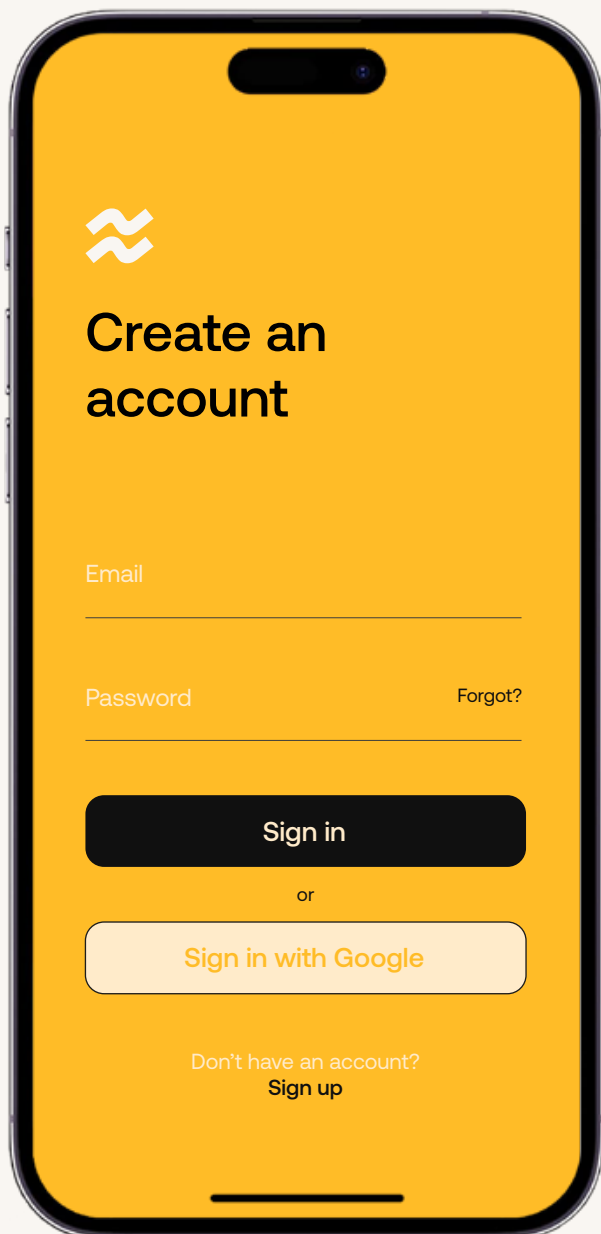 Create an
account
Email
Password
Forgot?
Sign in
or
Sign in with Google
Don’t have an account?
Sign up